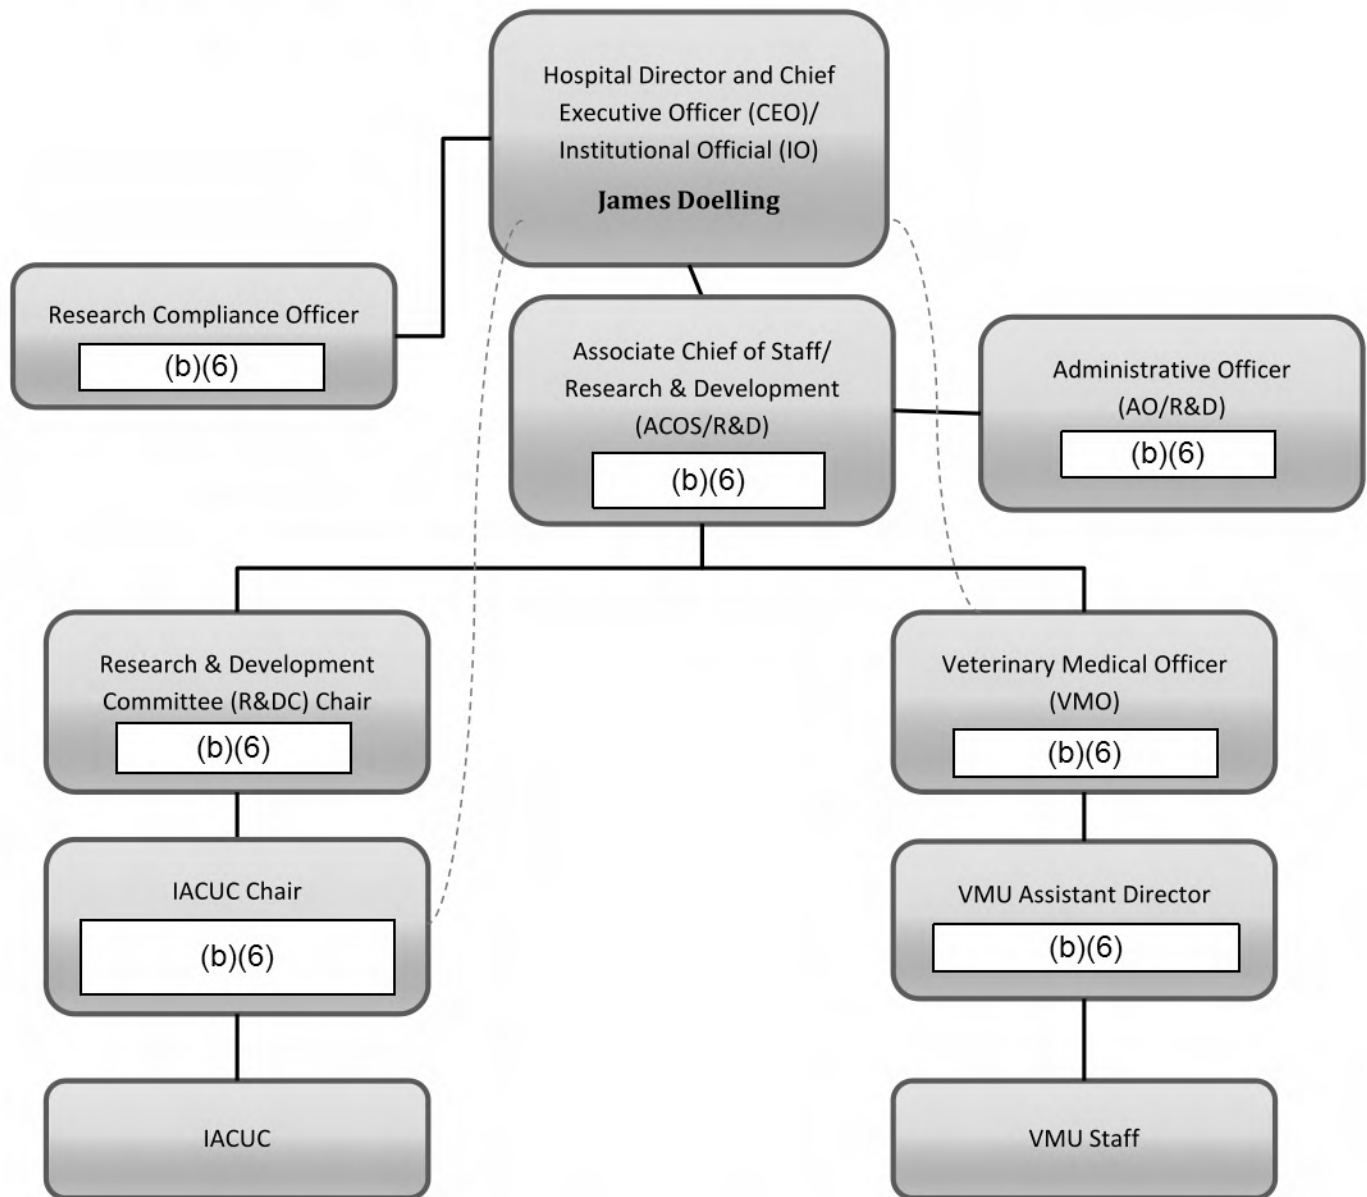 Hospital Director and Chief
Executive Officer (CEO)/
Institutional Official (IO)
James Doelling
Research Compliance Officer
(b)(6)
Associate Chief of Staff/
Research & Development
(ACOS/R&D)
(b)(6)
Administrative Officer
(AO/R&D)
(b)(6)
Research & Development
Committee (R&DC) Chair
(b)(6)
Veterinary Medical Officer
(VMO)
(b)(6)
IACUC Chair
(b)(6)
VMU Assistant Director
(b)(6)
IACUC
VMU Staff